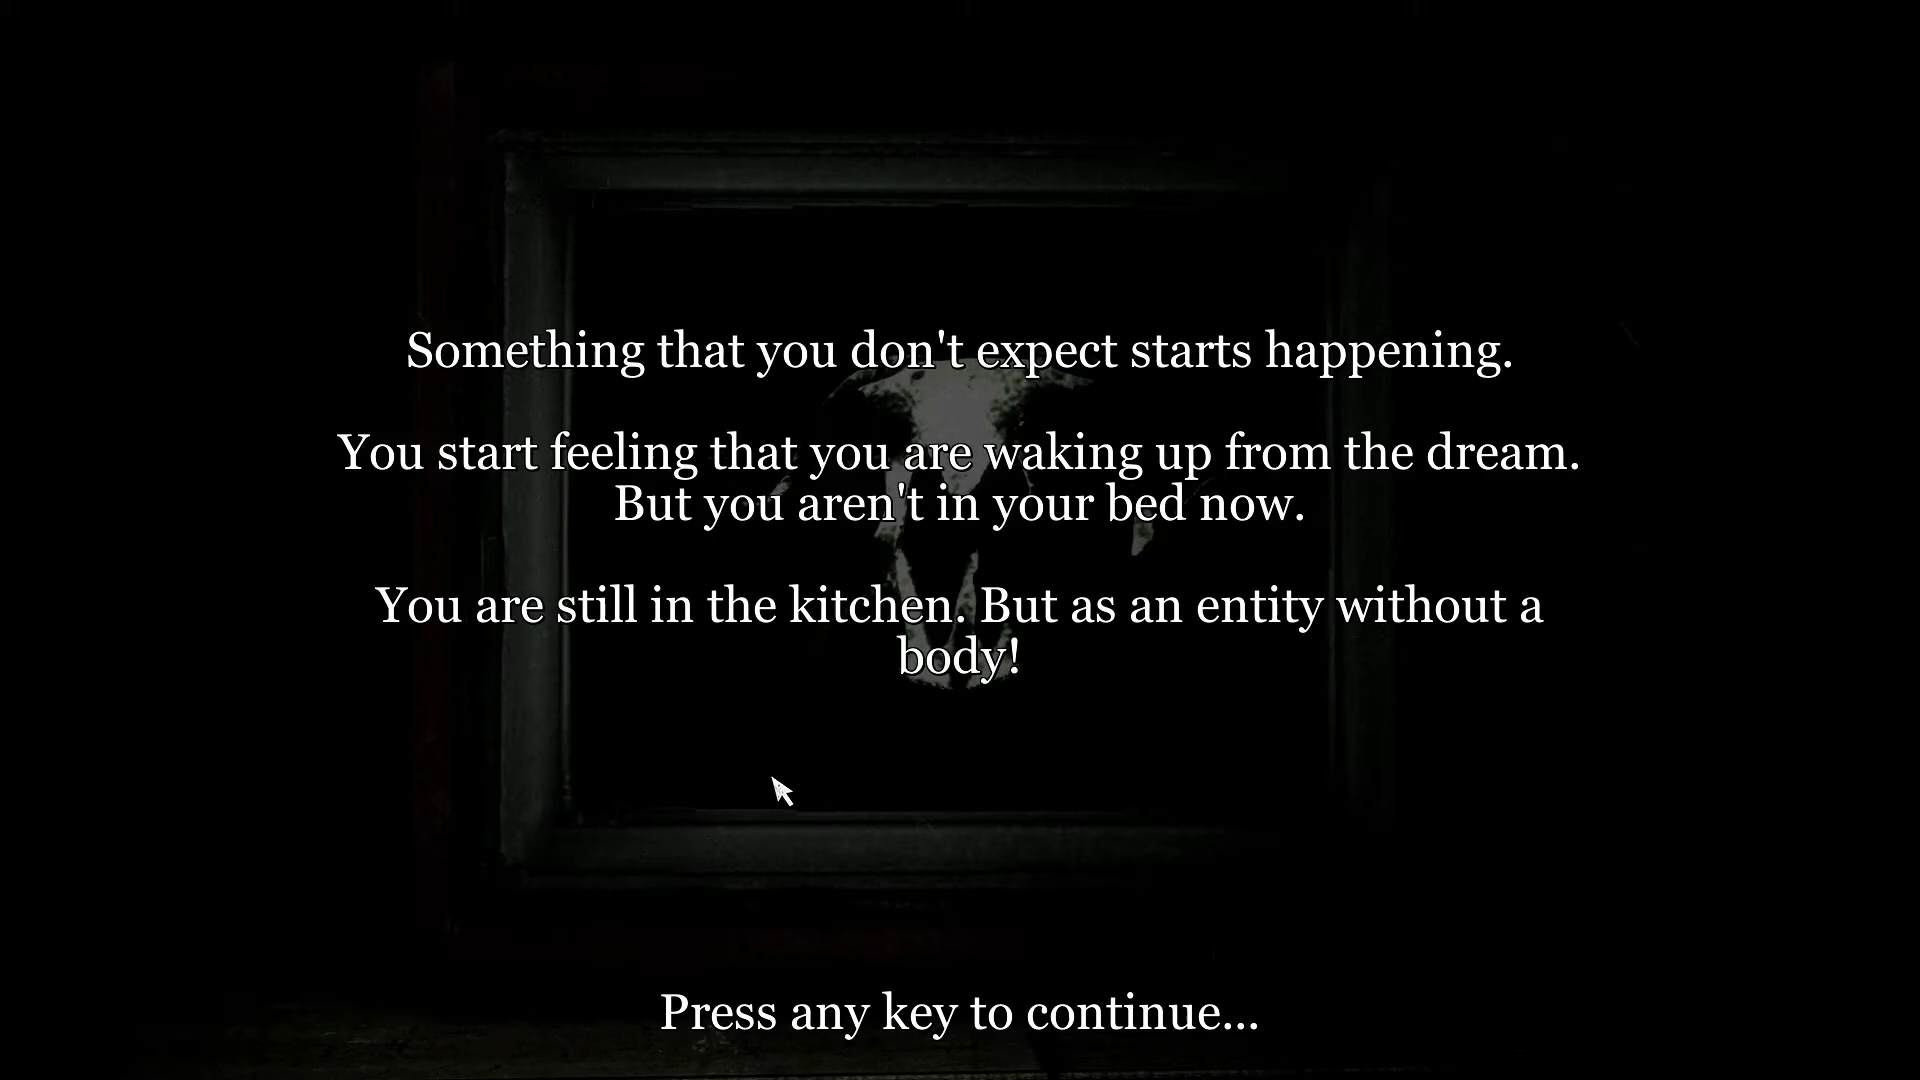 Something that you don't expect starts happening.
You start feeling that you are waking up from the dream.
But you aren't in your bed now.
You are still in the kitchen. But as an entity without a
body!
Press any key to continue...